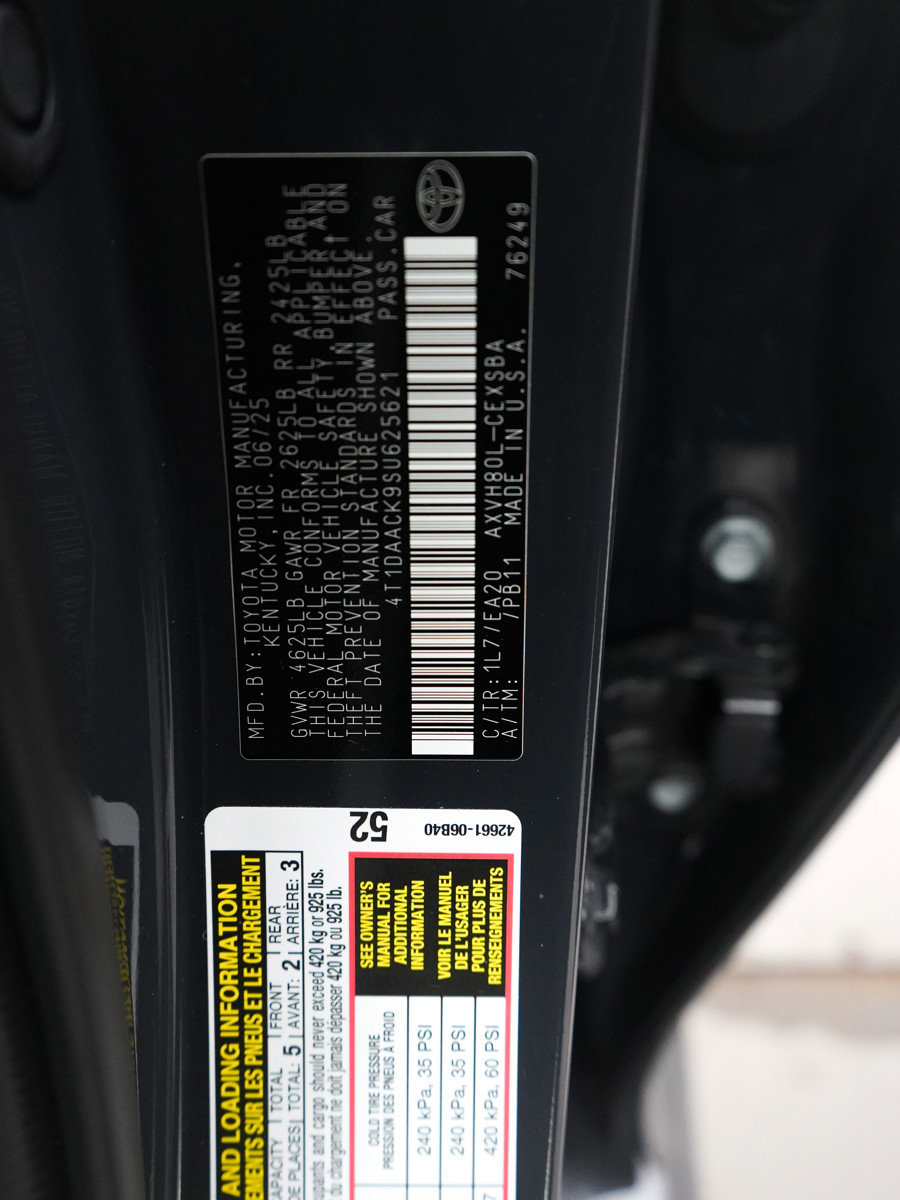 MFD.BY:TOYOTA MOTOR MANUFACTURING.
KENTUCKY, INC. 06/25
GVWR 4625LB GAWR FR 2625LB RR 2425LB
THIS VEHICLE CONFORMS TO ALL APPLICABLE
FEDERAL MOTOR VEHICLE SAFETY, BUMPER, AND
THEFT PREVENTION STANDARDS IN EFFECT ON
THE DATE OF MANUFACTURE SHOWN ABOVE.
4T1DAACK9SU625621 PASS.CAR
C/TR:1L7/EA20 AXVH80L-CEXSBA
A/TM: /PB11 MADE IN U.S.A. 76249
AND LOADING INFORMATION
EMENTS SUR LES PNEUS ET LE CHARGEMENT
APACITY | TOTAL | FRONT | REAR
DE PLACES | TOTAL: 5 | AVANT: 2 | ARRIÈRE: 3
upants and cargo should never exceed 420 kg or 925 lbs.
du chargement ne doit jamais dépasser 420 kg ou 925 lb.
52
42661-06B40
COLD TIRE PRESSURE
PRESSION DES PNEUS À FROID
240 kPa, 35 PSI
240 kPa, 35 PSI
7 420 kPa, 60 PSI
SEE OWNER'S
MANUAL FOR
ADDITIONAL
INFORMATION
VOIR LE MANUEL
DE L'USAGER
POUR PLUS DE
RENSEIGNEMENTS